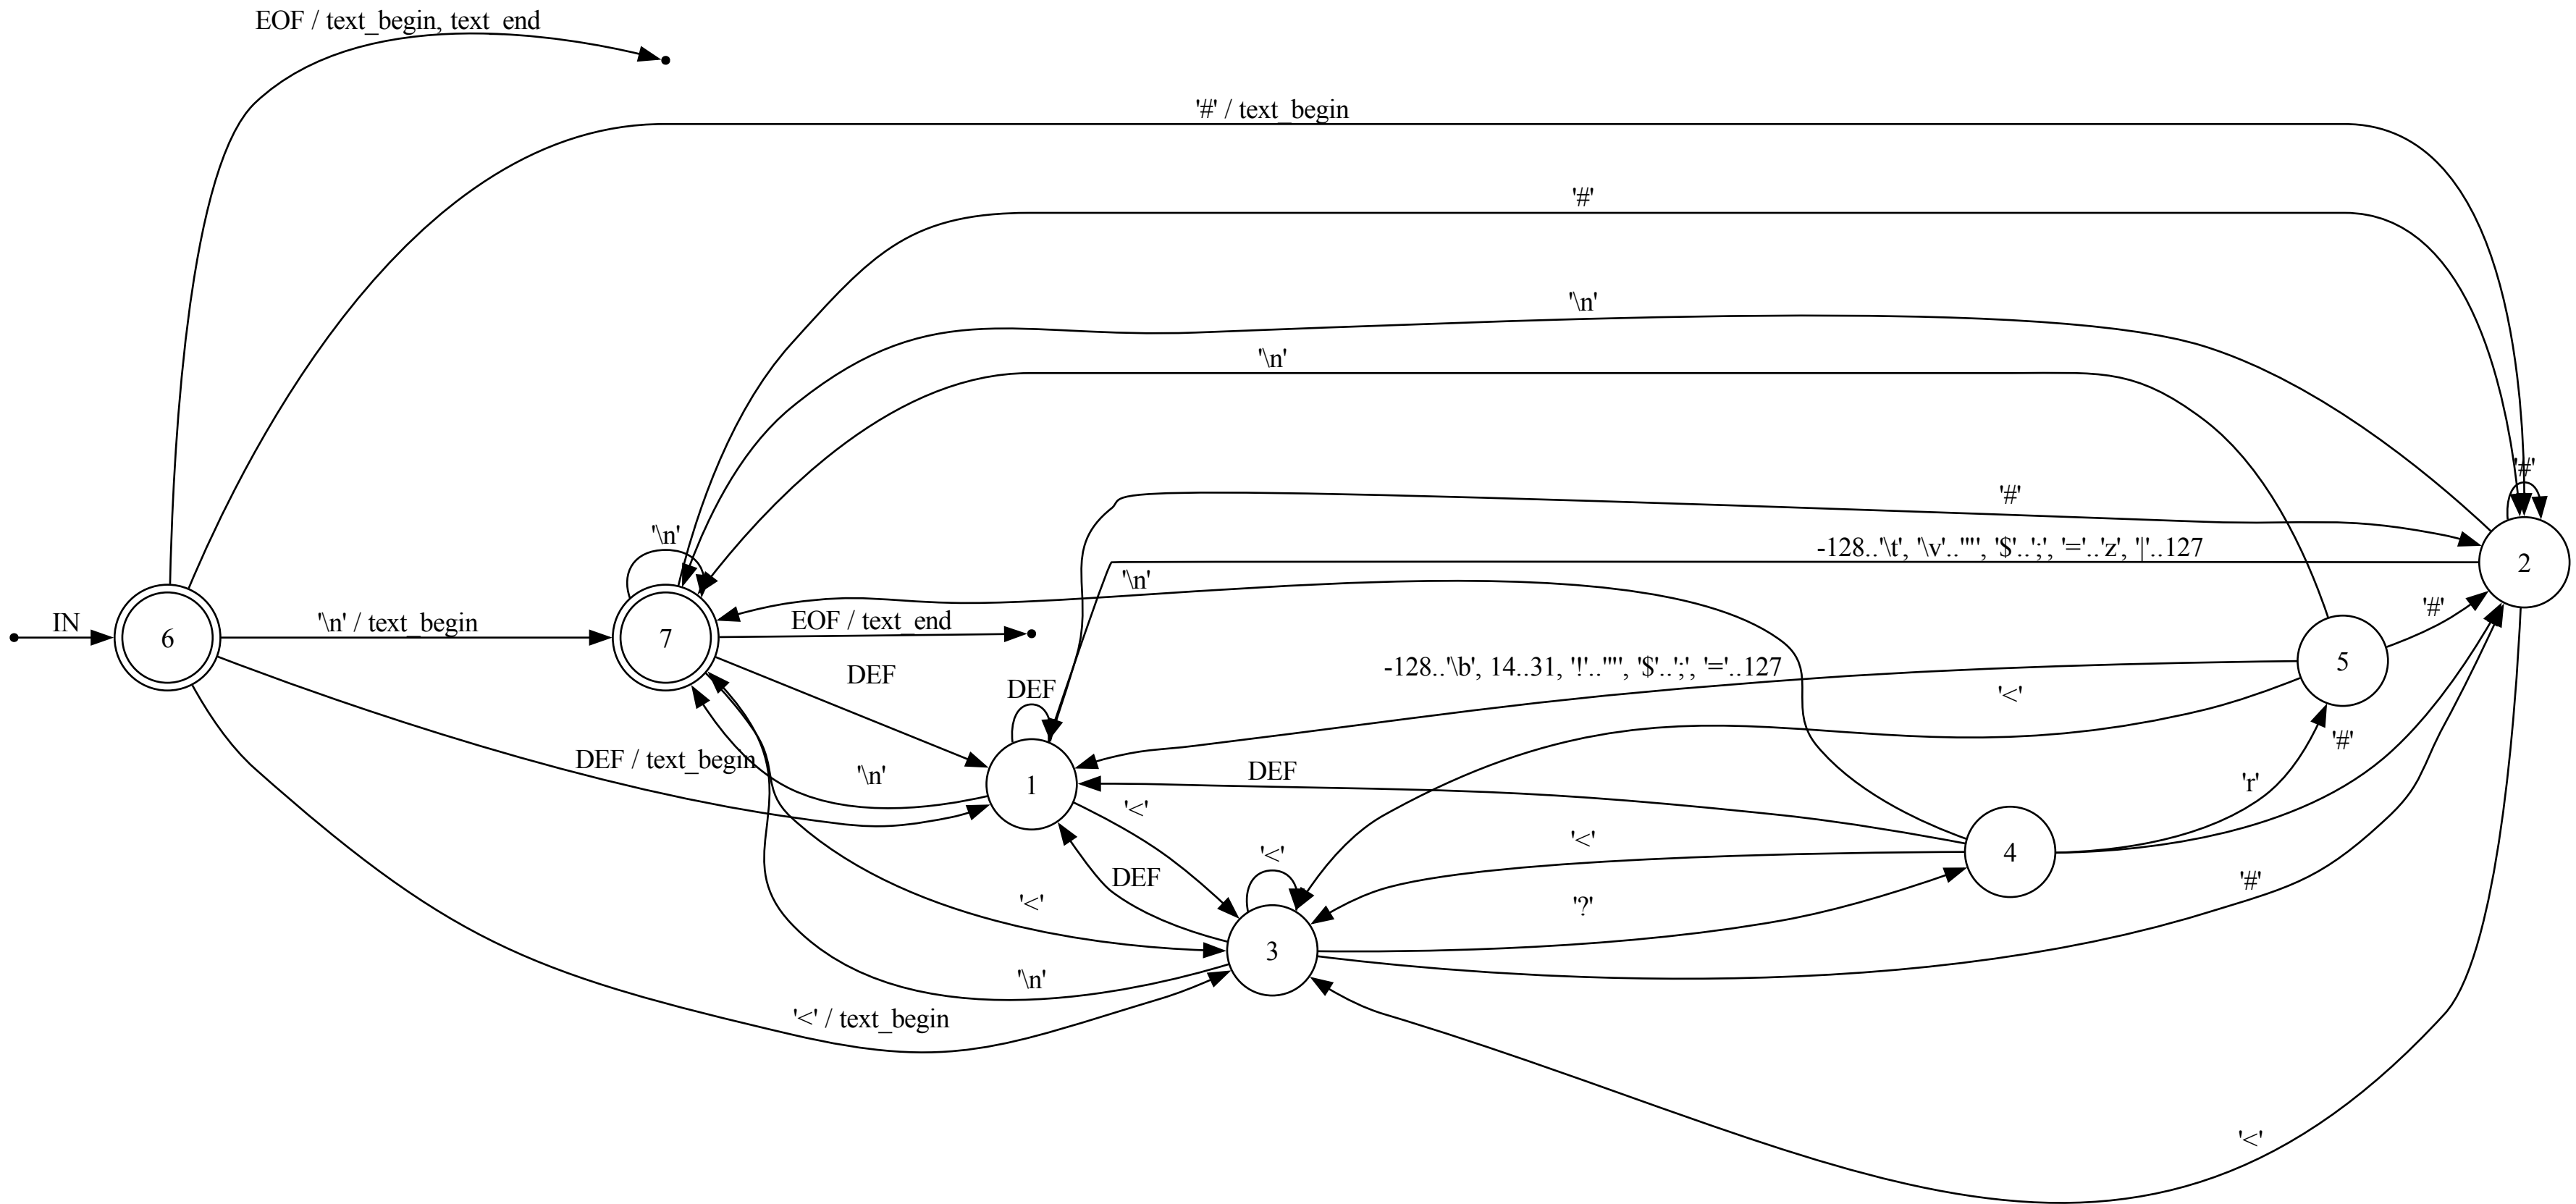 EOF / text_begin, text_end
'#' / text_begin
'#'
'\n'
'\n'
'#'
'#'
'\n'
-128..'\t', '\v'..'"', '$'..';', '='..'z', '|'..127
2
'\n'
IN
6
'\n' / text_begin
7
EOF / text_end
'#'
5
-128..'\b', 14..31, '!'..'"', '$'..';', '='..127
DEF
DEF
'<'
'#'
DEF / text_begin
'\n'
1
DEF
'r'
'<'
'<'
'<'
4
DEF
'#'
'<'
'?'
3
'\n'
'<' / text_begin
'<'